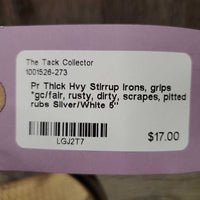 The Tack Collector
1001526-273
Pr Thick Hvy Stirrup Irons, grips
*gc/fair, rusty, dirty, scrapes, pitted
rubs Silver/White 5"
LGJ2T7
$17.00